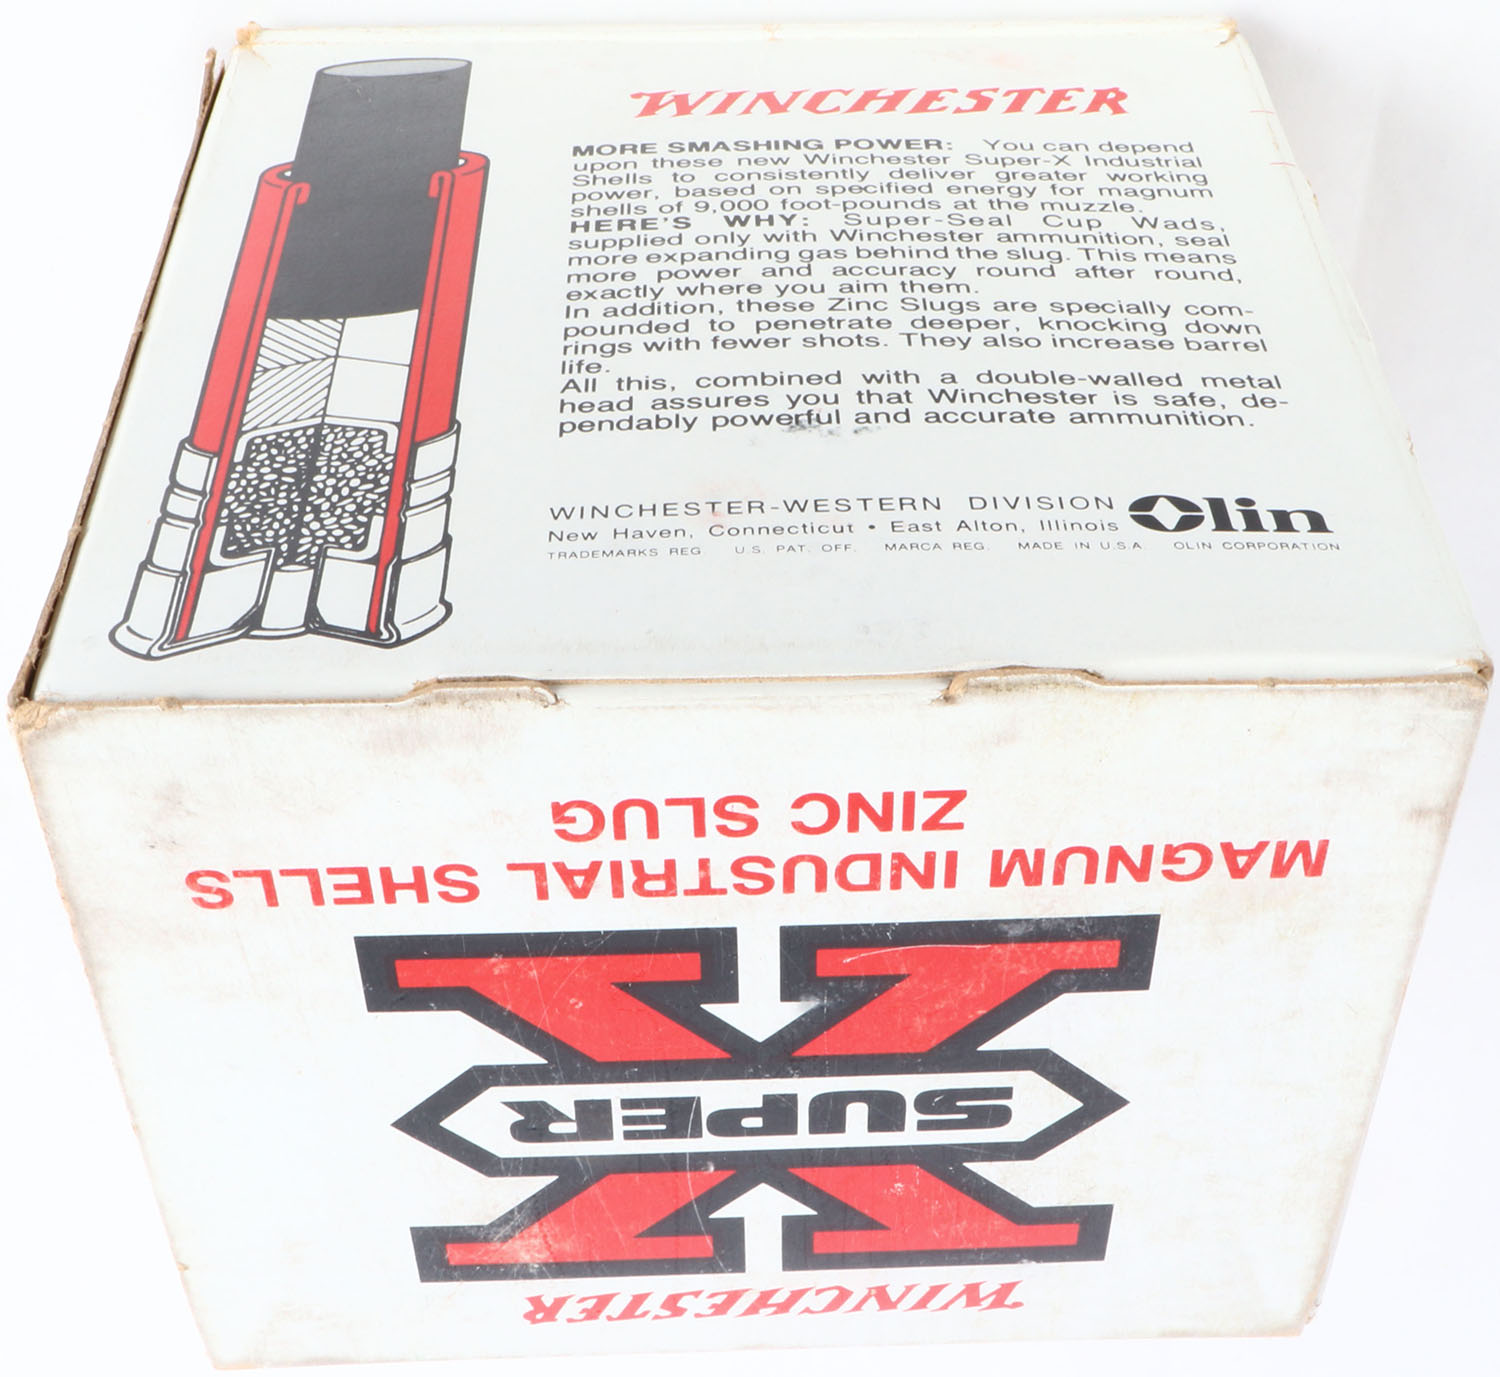 WINCHESTER
MORE SMASHING POWER: You can depend
upon these new Winchester Super-X Industrial
Shells to consistently deliver greater working
power, based on specified energy for magnum
shells of 9,000 foot-pounds at the muzzle.
HERE'S WHY: Super-Seal Cup Wads,
supplied only with Winchester ammunition, seal
more expanding gas behind the slug. This means
more power and accuracy round after round,
exactly where you aim them.
In addition, these Zinc Slugs are specially com-
pounded to penetrate deeper, knocking down
rings with fewer shots. They also increase barrel
life.
All this, combined with a double-walled metal
head assures you that Winchester is safe, de-
pendably powerful and accurate ammunition.
WINCHESTER-WESTERN DIVISION Olin
New Haven, Connecticut • East Alton, Illinois
TRADEMARKS REG. U.S. PAT. OFF. MARCA REG. MADE IN U.S.A. OLIN CORPORATION
WINCHESTER
SUPER
X
MAGNUM INDUSTRIAL SHELLS
ZINC SLUG